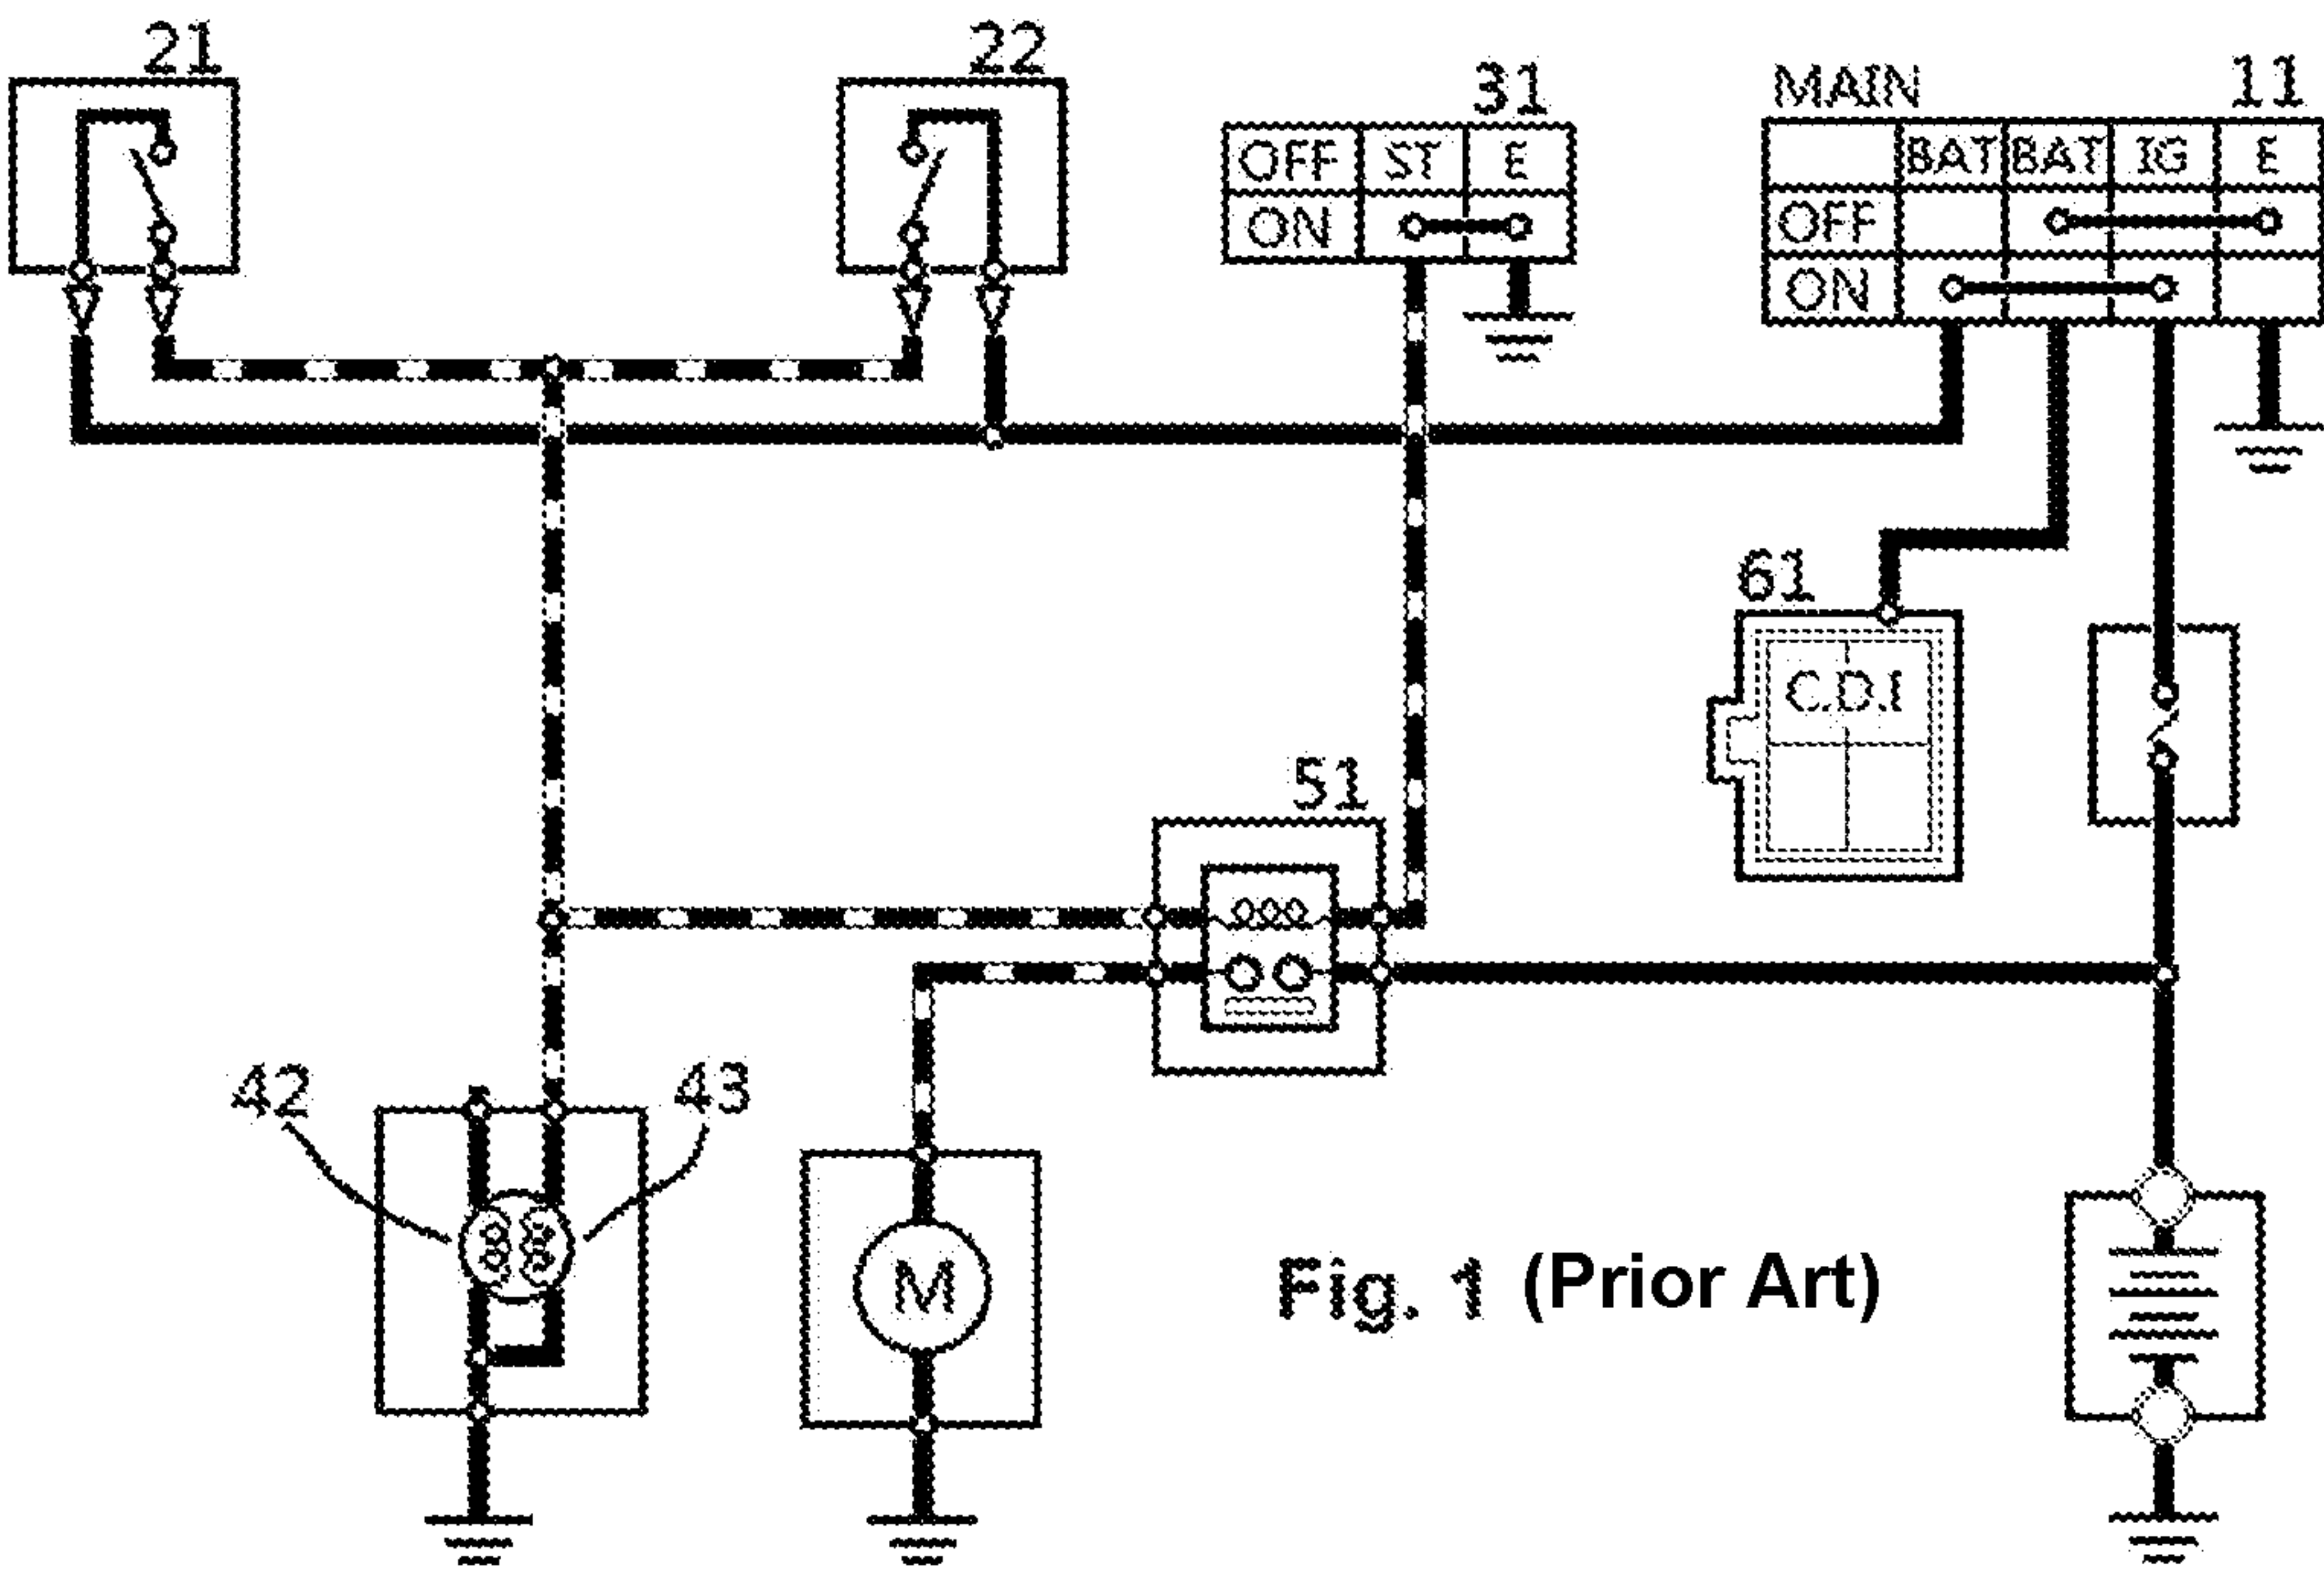 21
22
31
MAIN 11
OFF ST E
ON
BAT BAT IG E
OFF
ON
61
C.D.I
51
42
43
M
Fig. 1 (Prior Art)